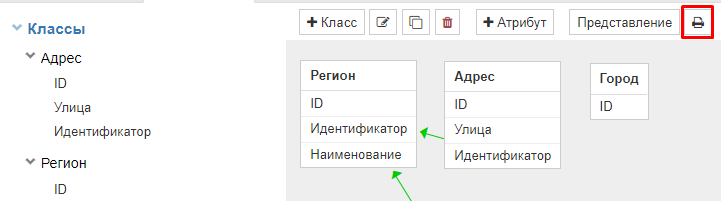 Классы
Адрес
ID
Улица
Идентификатор
Регион
ID
+ Класс
+ Атрибут
Представление
Регион
ID
Идентификатор
Наименование
Адрес
ID
Улица
Идентификатор
Город
ID